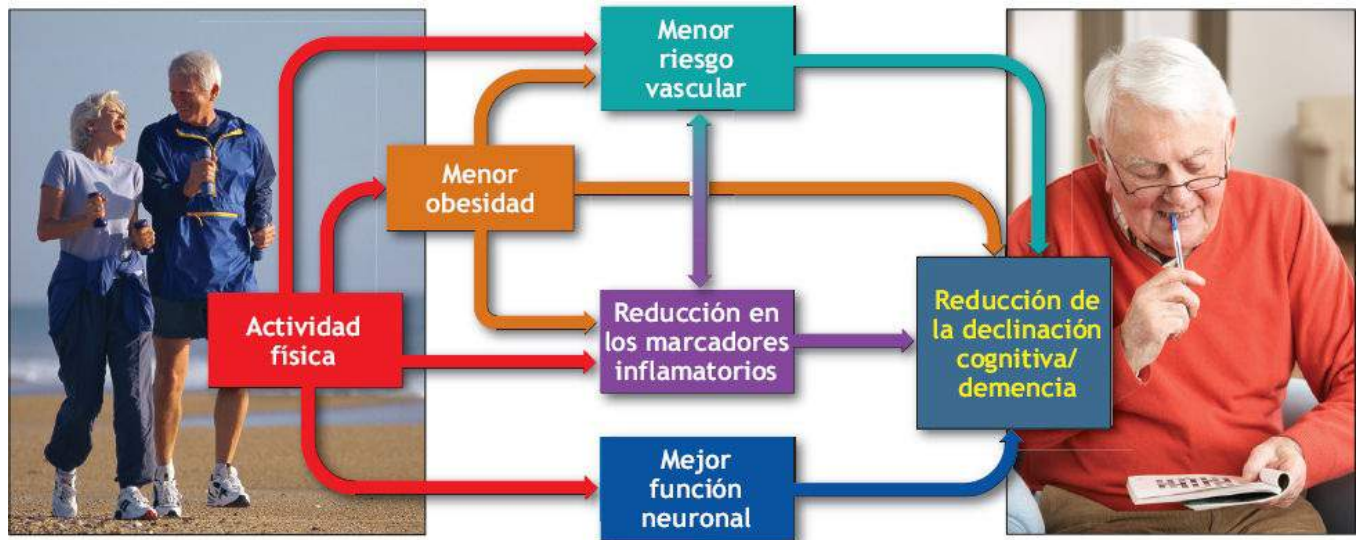 Menor
riesgo
vascular
Menor
obesidad
Actividad
física
Reducción en
los marcadores
inflamatorios
Reducción de
la declinación
cognitiva/
demencia
Mejor
función
neuronal